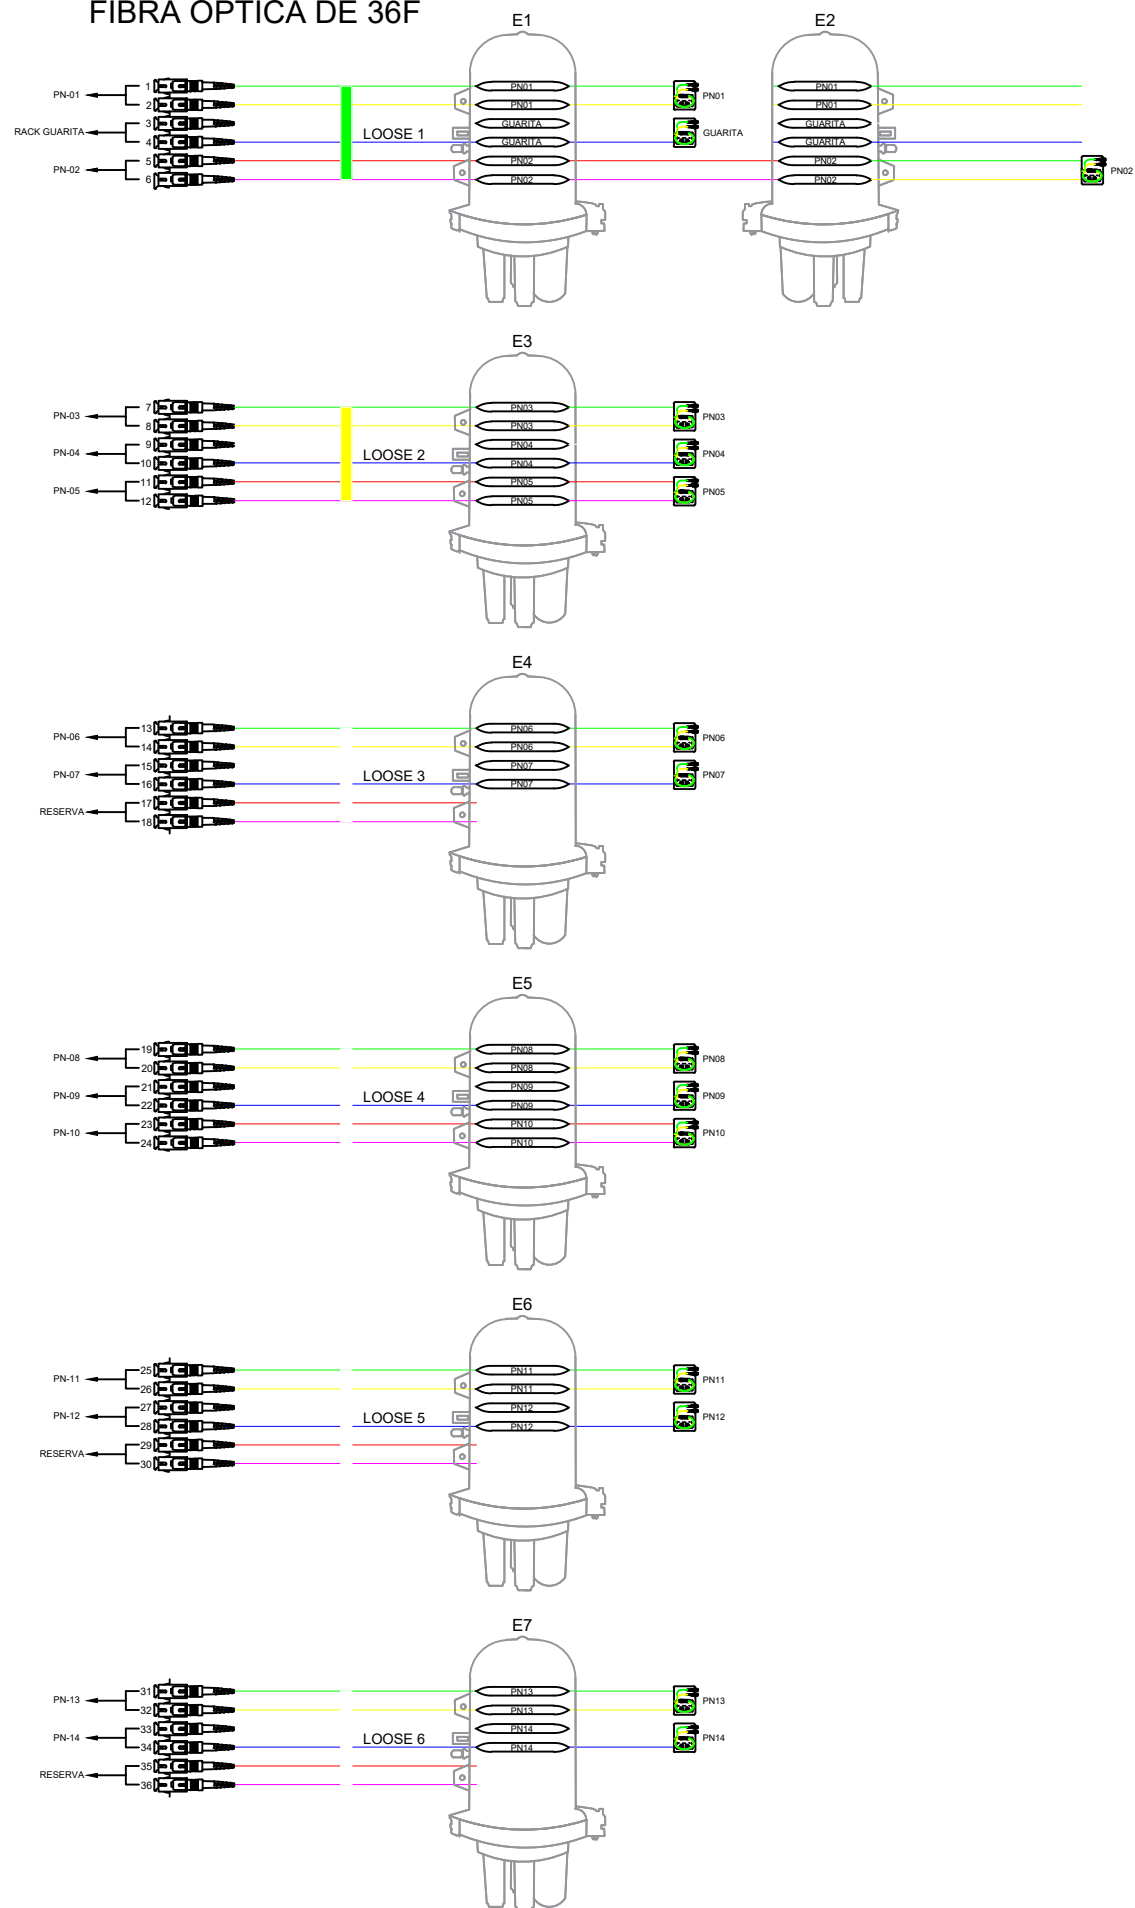 FIBRA OPTICA DE 36F
E1
E2
PN-01
1
2
RACK GUARITA
3
4
PN-02
5
6
LOOSE 1
PN01
PN01
GUARITA
GUARITA
PN02
PN02
PN01
GUARITA
PN01
PN01
GUARITA
GUARITA
PN02
PN02
PN02
E3
PN-03
7
8
PN-04
9
10
PN-05
11
12
LOOSE 2
PN03
PN03
PN04
PN04
PN05
PN05
PN03
PN04
PN05
E4
PN-06
13
14
PN-07
15
16
RESERVA
17
18
LOOSE 3
PN06
PN06
PN07
PN07
PN06
PN07
E5
PN-08
19
20
PN-09
21
22
PN-10
23
24
LOOSE 4
PN08
PN08
PN09
PN09
PN10
PN10
PN08
PN09
PN10
E6
PN-11
25
26
PN-12
27
28
RESERVA
29
30
LOOSE 5
PN11
PN11
PN12
PN12
PN11
PN12
E7
PN-13
31
32
PN-14
33
34
RESERVA
35
36
LOOSE 6
PN13
PN13
PN14
PN14
PN13
PN14